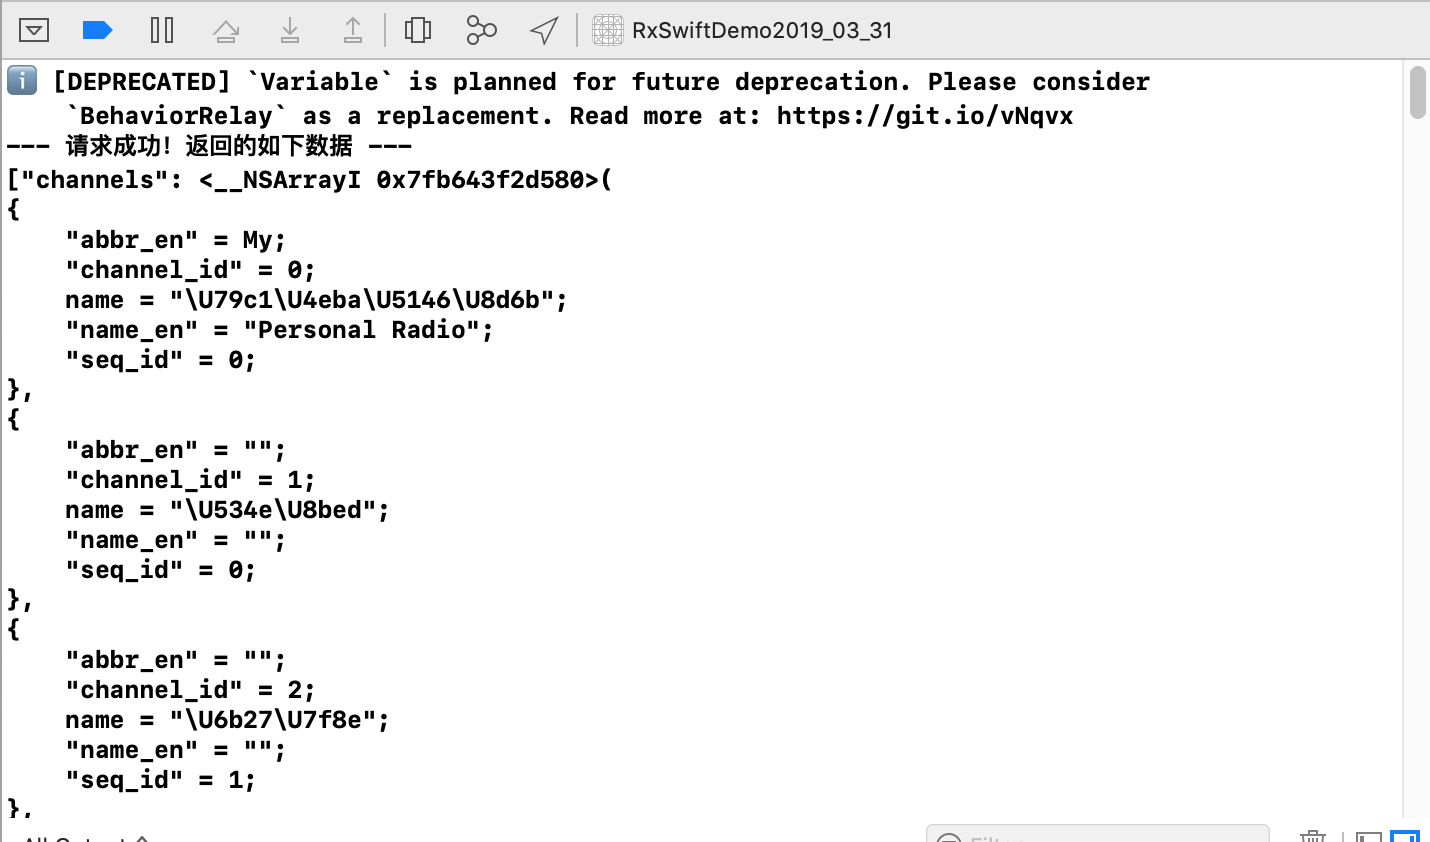 RxSwiftDemo2019_03_31
[DEPRECATED] `Variable` is planned for future deprecation. Please consider
`BehaviorRelay` as a replacement. Read more at: https://git.io/vNqvx
--- 请求成功！返回的如下数据 ---
["channels": <__NSArrayI 0x7fb643f2d580>(
{
"abbr_en" = My;
"channel_id" = 0;
name = "\U79c1\U4eba\U5146\U8d6b";
"name_en" = "Personal Radio";
"seq_id" = 0;
},
{
"abbr_en" = "";
"channel_id" = 1;
name = "\U534e\U8bed";
"name_en" = "";
"seq_id" = 0;
},
{
"abbr_en" = "";
"channel_id" = 2;
name = "\U6b27\U7f8e";
"name_en" = "";
"seq_id" = 1;
},